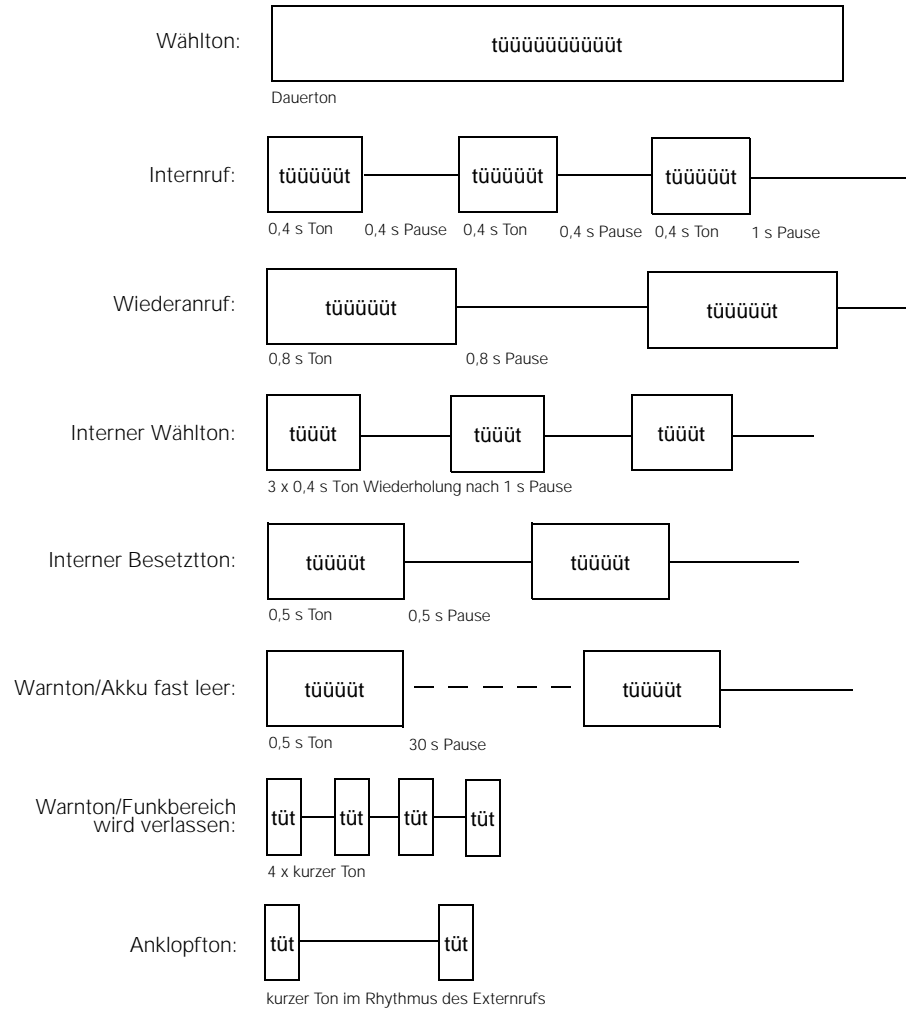 Wählton:
tüüüüüüüüüüt
Dauerton
Internruf:
tüüüüüt
tüüüüüt
tüüüüüt
0,4 s Ton 0,4 s Pause 0,4 s Ton 0,4 s Pause 0,4 s Ton 1 s Pause
Wiederanruf:
tüüüüüt
tüüüüüt
0,8 s Ton 0,8 s Pause
Interner Wählton:
tüüüt
tüüüt
tüüüt
3 x 0,4 s Ton Wiederholung nach 1 s Pause
Interner Besetztton:
tüüüüt
tüüüüt
0,5 s Ton 0,5 s Pause
Warnton/Akku fast leer:
tüüüüt
tüüüüt
0,5 s Ton 30 s Pause
Warnton/Funkbereich
wird verlassen:
tüt
tüt
tüt
tüt
4 x kurzer Ton
Anklopfton:
tüt
tüt
kurzer Ton im Rhythmus des Externrufs